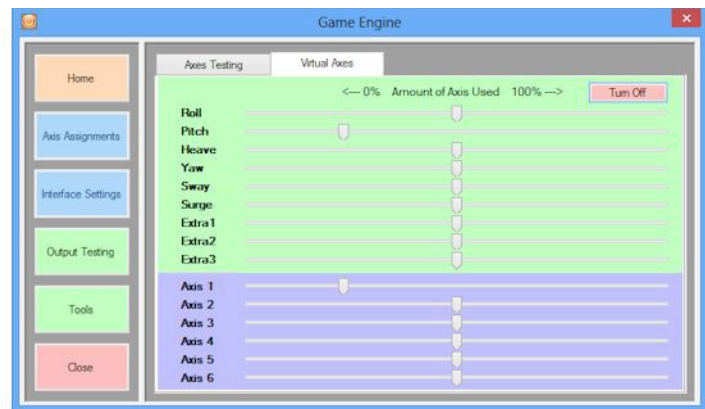 Game Engine
Home
Axis Assignments
Interface Settings
Output Testing
Tools
Close
Axes Testing
Virtual Axes
<--- 0% Amount of Axis Used 100% --->
Turn Off
Roll
Pitch
Heave
Yaw
Sway
Surge
Extra1
Extra2
Extra3
Axis 1
Axis 2
Axis 3
Axis 4
Axis 5
Axis 6